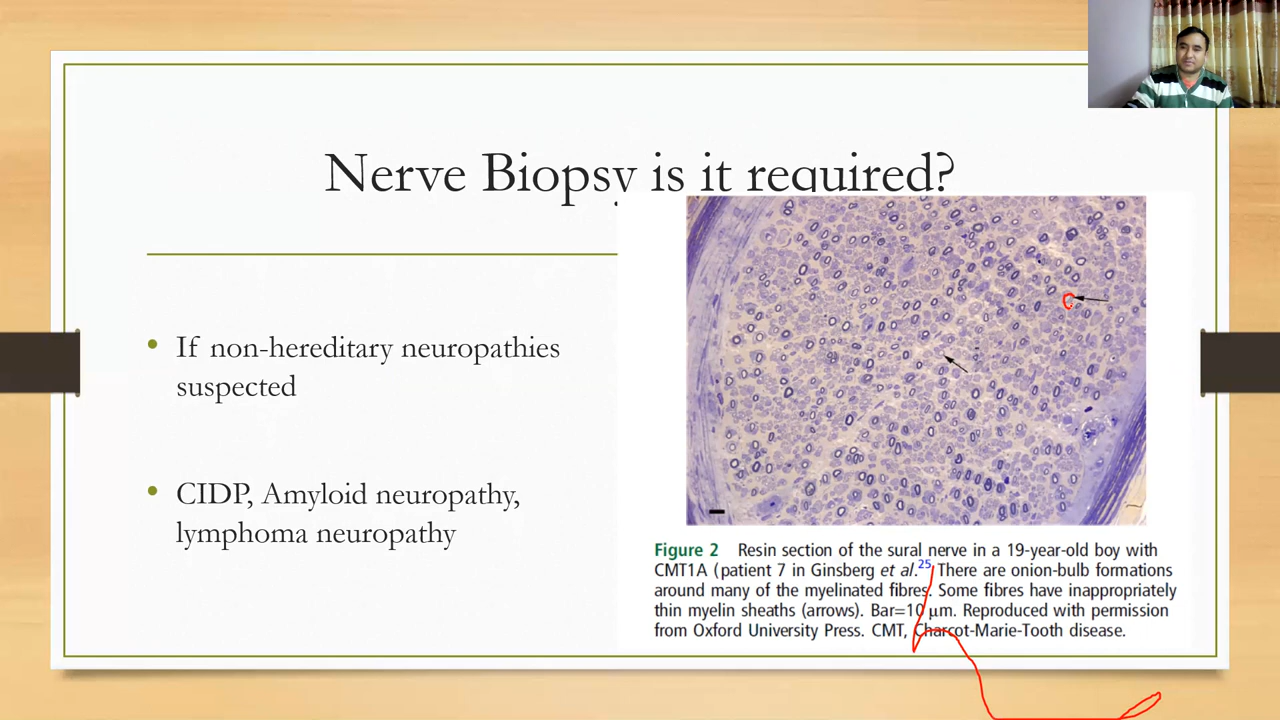 Nerve Biopsy is it required?
If non-hereditary neuropathies
suspected
CIDP, Amyloid neuropathy,
lymphoma neuropathy
Figure 2 Resin section of the sural nerve in a 19-year-old boy with
CMT1A (patient 7 in Ginsberg et al.25 There are onion-bulb formations
around many of the myelinated fibres. Some fibres have inappropriately
thin myelin sheaths (arrows). Bar=10 μm. Reproduced with permission
from Oxford University Press. CMT, Charcot-Marie-Tooth disease.